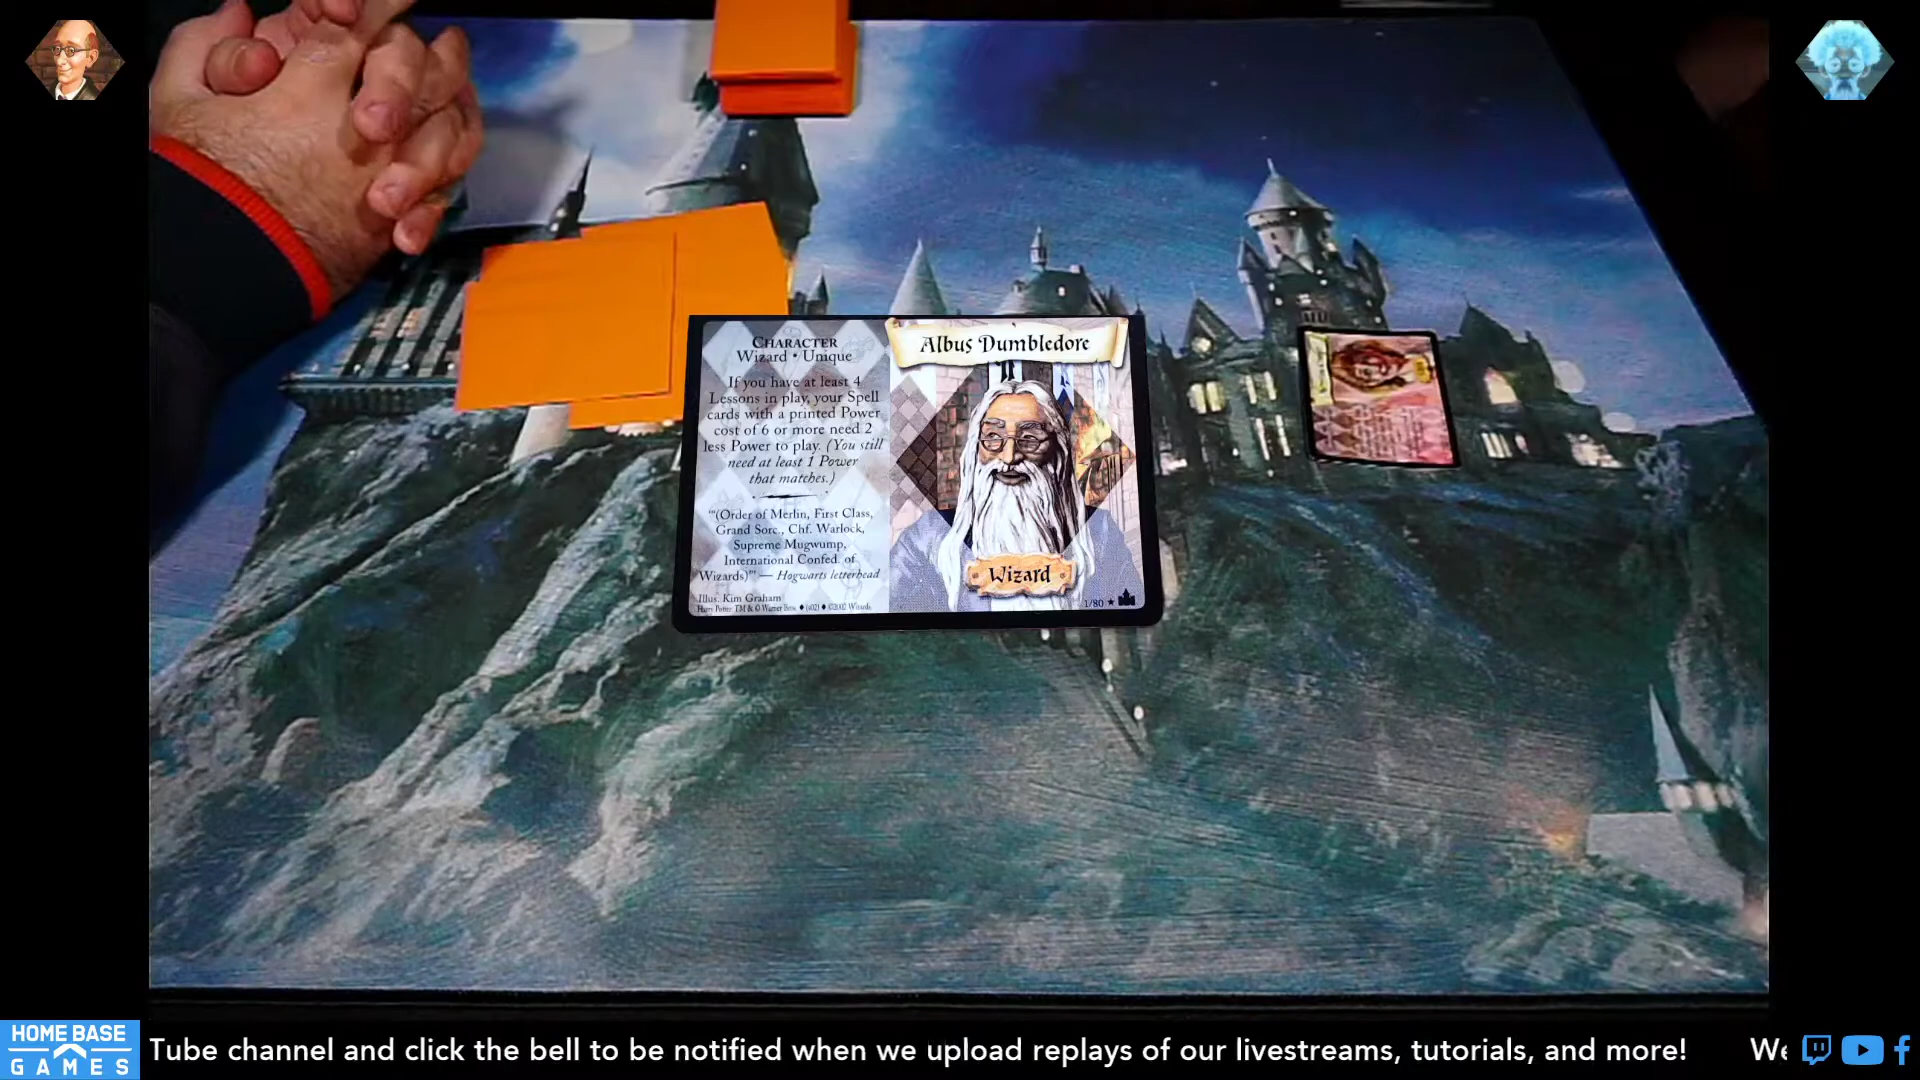 CHARACTER
Wizard • Unique
If you have at least 4
Lessons in play, your Spell
cards with a printed Power
cost of 6 or more need 2
less Power to play. (You still
need at least 1 Power
that matches.)
"'(Order of Merlin, First Class,
Grand Sorc., Chf. Warlock,
Supreme Mugwump,
International Confed. of
Wizards)'" — Hogwarts letterhead
Illus. Kim Graham
Albus Dumbledore
Wizard
1/80 ★
HOME BASE
GAMES
Tube channel and click the bell to be notified when we upload replays of our livestreams, tutorials, and more! We